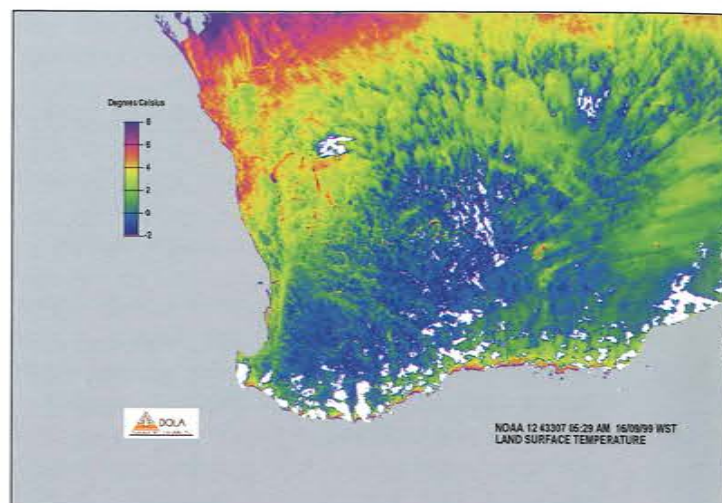 Degrees Celsius
8
6
4
2
0
-2
DOLA
NOAA 12 43307 05:29 AM 16/09/99 WST
LAND SURFACE TEMPERATURE